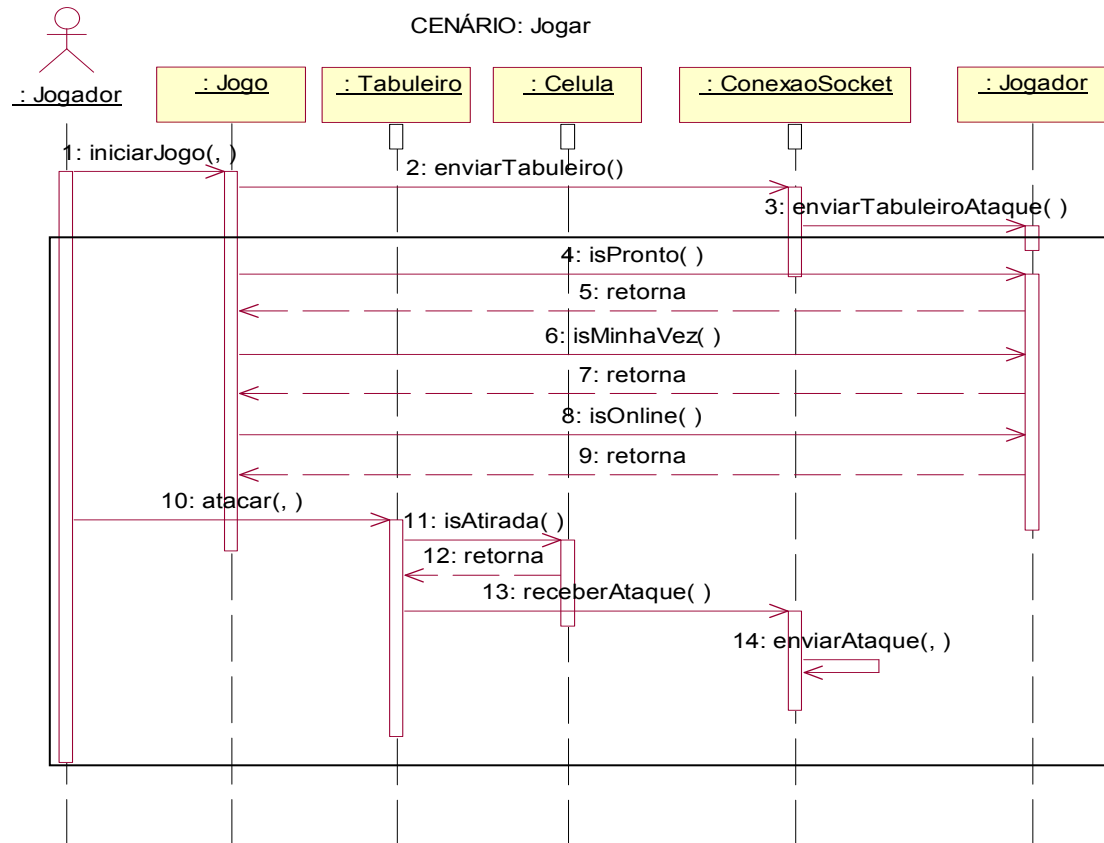 CENÁRIO: Jogar
: Jogador
: Jogo
: Tabuleiro
: Celula
: ConexaoSocket
: Jogador
1: iniciarJogo(, )
2: enviarTabuleiro()
3: enviarTabuleiroAtaque( )
4: isPronto( )
5: retorna
6: isMinhaVez( )
7: retorna
8: isOnline( )
9: retorna
10: atacar(, )
11: isAtirada( )
12: retorna
13: receberAtaque( )
14: enviarAtaque(, )